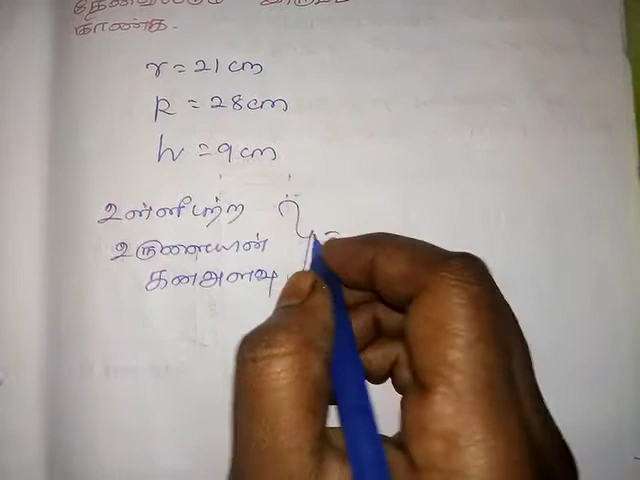 காண்க.
r = 21 cm
R = 28 cm
h = 9 cm
உள்ளீடற்ற
உருளையின்
கனஅளவு